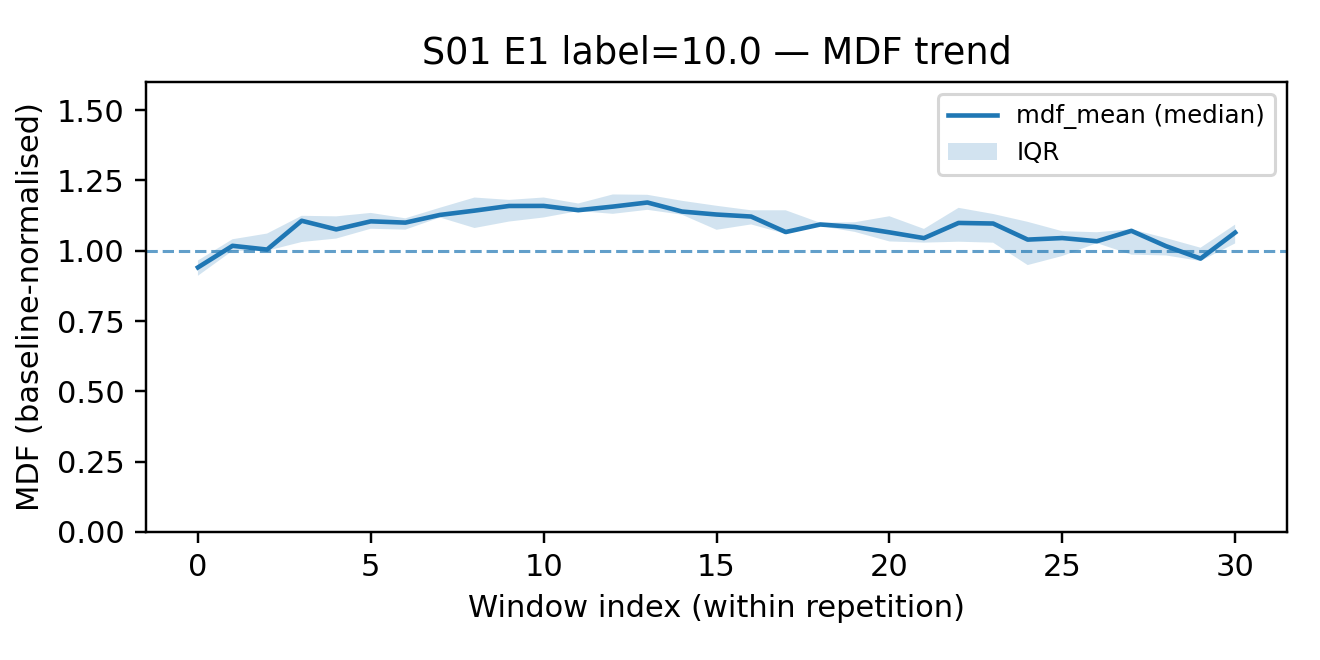 S01 E1 label=10.0 — MDF trend
mdf_mean (median)
IQR
MDF (baseline-normalised)
1.50
1.25
1.00
0.75
0.50
0.25
0.00
0 5 10 15 20 25 30
Window index (within repetition)